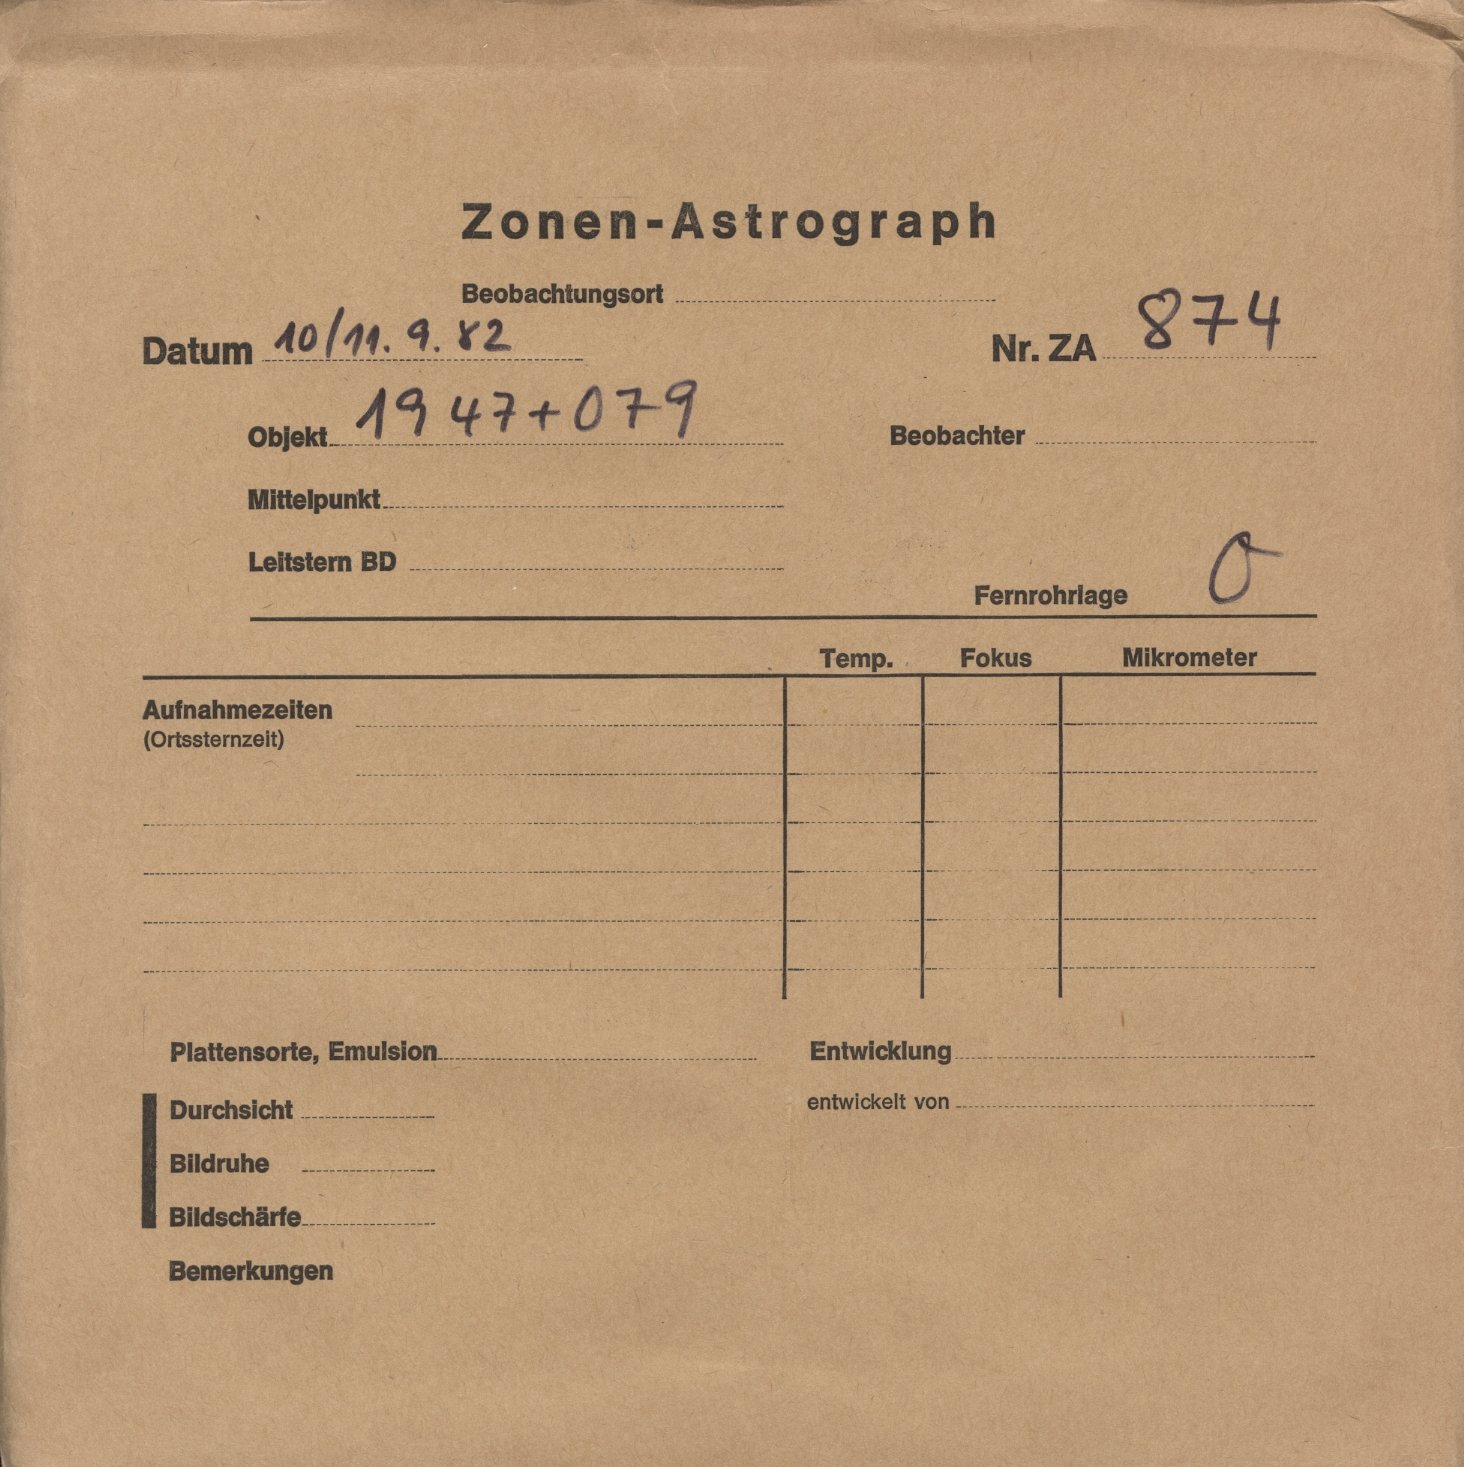 Zonen-Astrograph
Beobachtungsort
Datum 10/11. 9. 82
Nr. ZA 874
Objekt 1947+079
Beobachter
Mittelpunkt
Leitstern BD
Fernrohrlage O
Temp. Fokus Mikrometer
Aufnahmezeiten
(Ortssternzeit)
Plattensorte, Emulsion
Entwicklung
Durchsicht
entwickelt von
Bildruhe
Bildschärfe
Bemerkungen